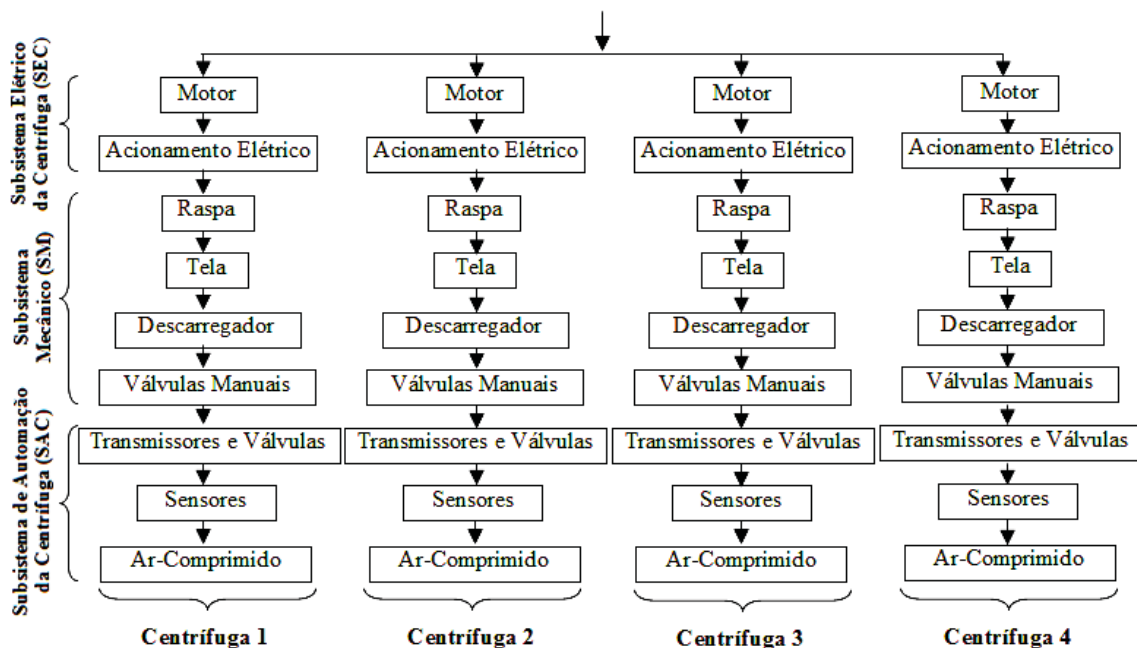 Subsistema Elétrico
da Centrífuga (SEC)
Subsistema
Mecânico (SM)
Subsistema de Automação
da Centrífuga (SAC)
Motor
Acionamento Elétrico
Raspa
Tela
Descarregador
Válvulas Manuais
Transmissores e Válvulas
Sensores
Ar-Comprimido
Centrífuga 1
Motor
Acionamento Elétrico
Raspa
Tela
Descarregador
Válvulas Manuais
Transmissores e Válvulas
Sensores
Ar-Comprimido
Centrífuga 2
Motor
Acionamento Elétrico
Raspa
Tela
Descarregador
Válvulas Manuais
Transmissores e Válvulas
Sensores
Ar-Comprimido
Centrífuga 3
Motor
Acionamento Elétrico
Raspa
Tela
Descarregador
Válvulas Manuais
Transmissores e Válvulas
Sensores
Ar-Comprimido
Centrífuga 4